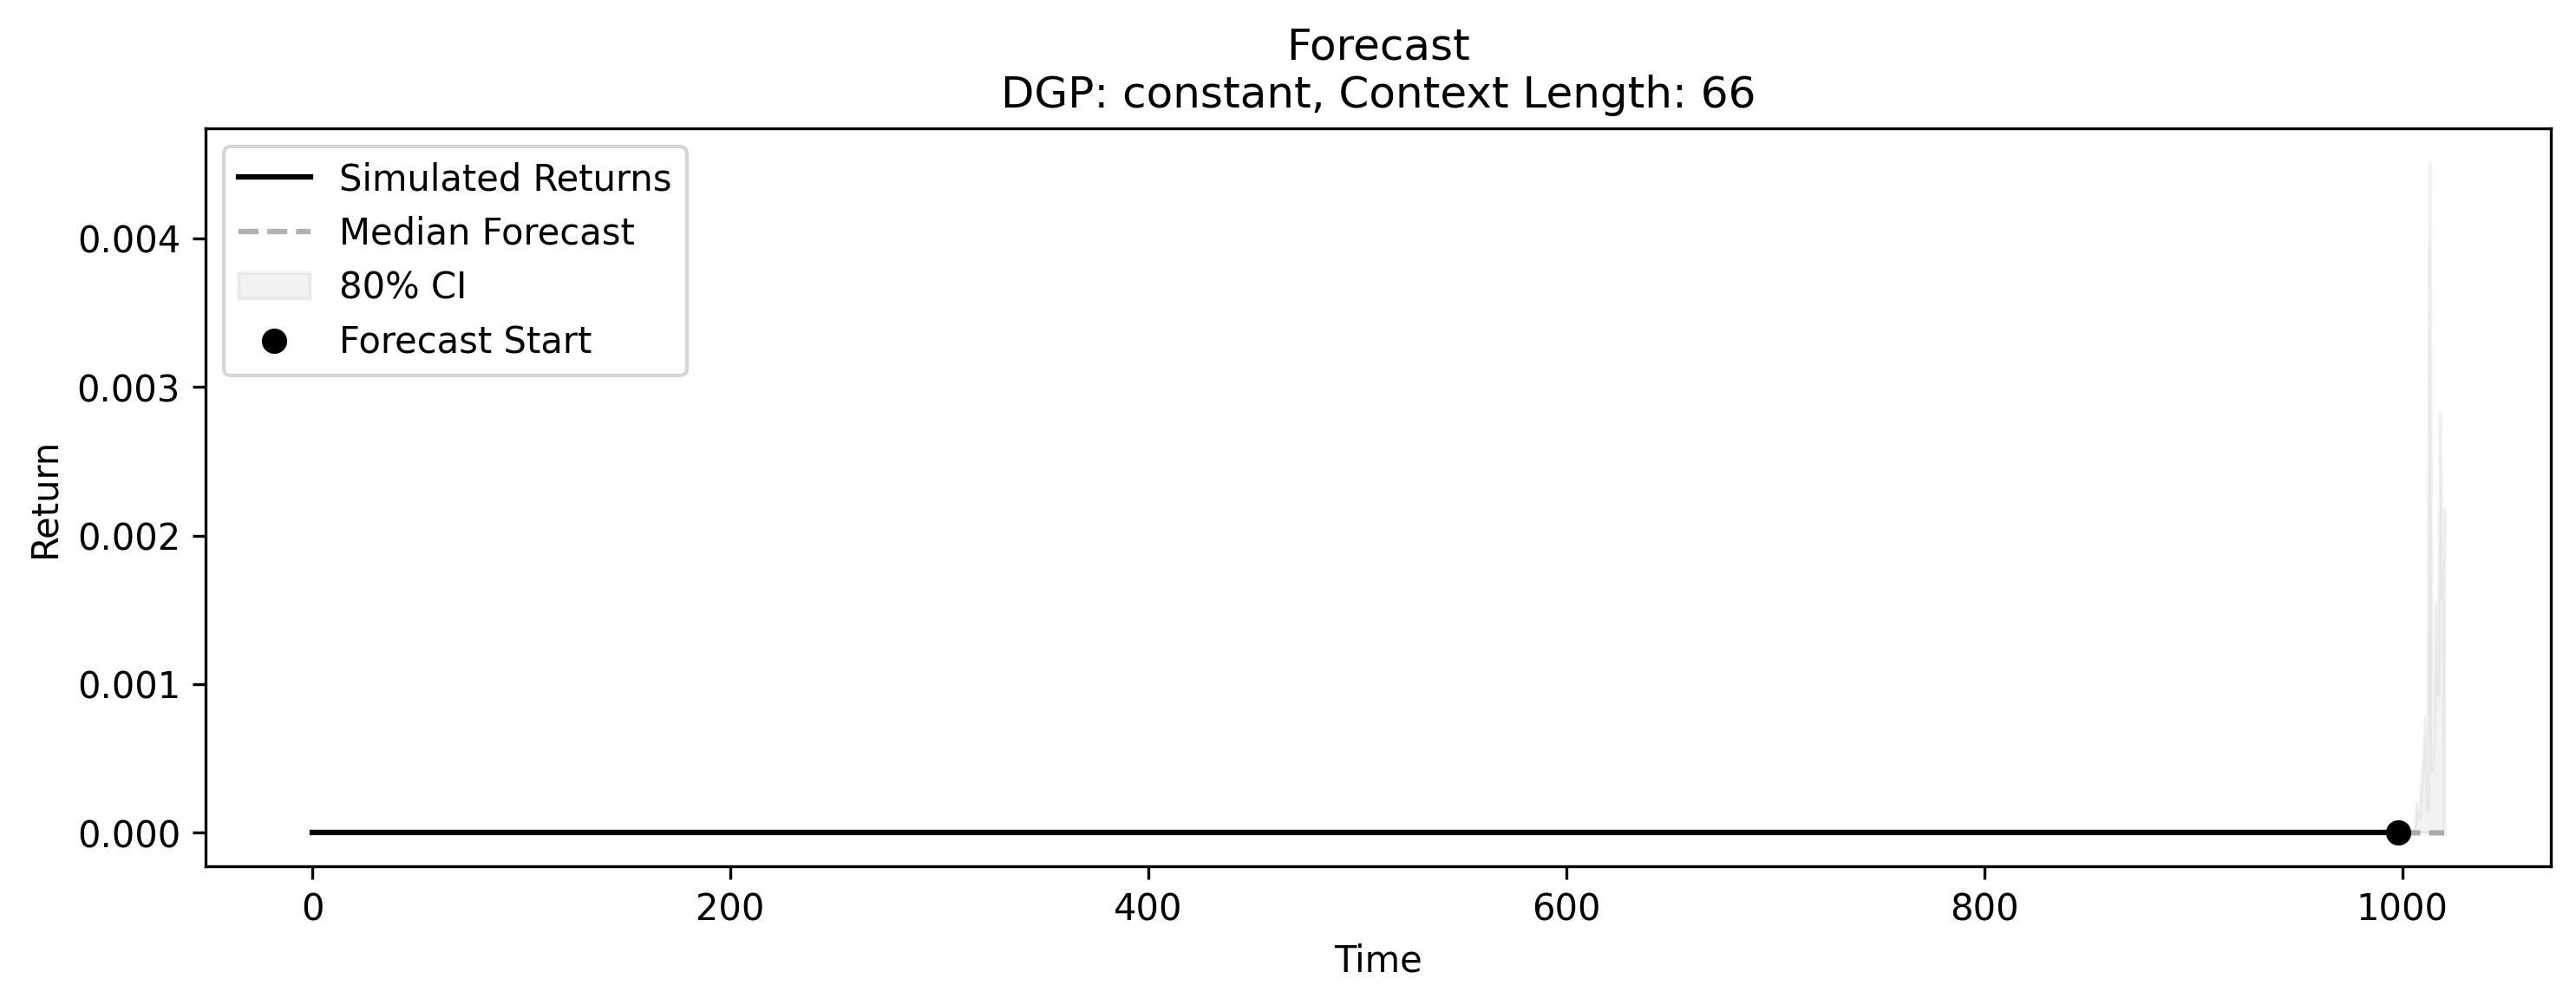 Forecast
DGP: constant, Context Length: 66
Simulated Returns
Median Forecast
80% CI
Forecast Start
Return
0.004
0.003
0.002
0.001
0.000
0
200
400
600
800
1000
Time